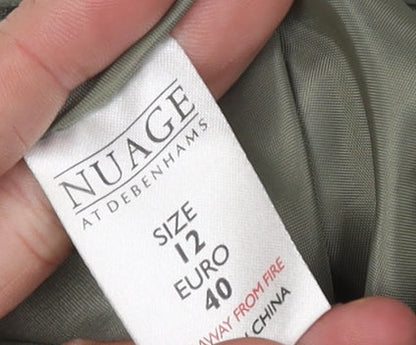 NUAGE
AT DEBENHAMS
SIZE
12
EURO
40
AWAY FROM FIRE
CHINA